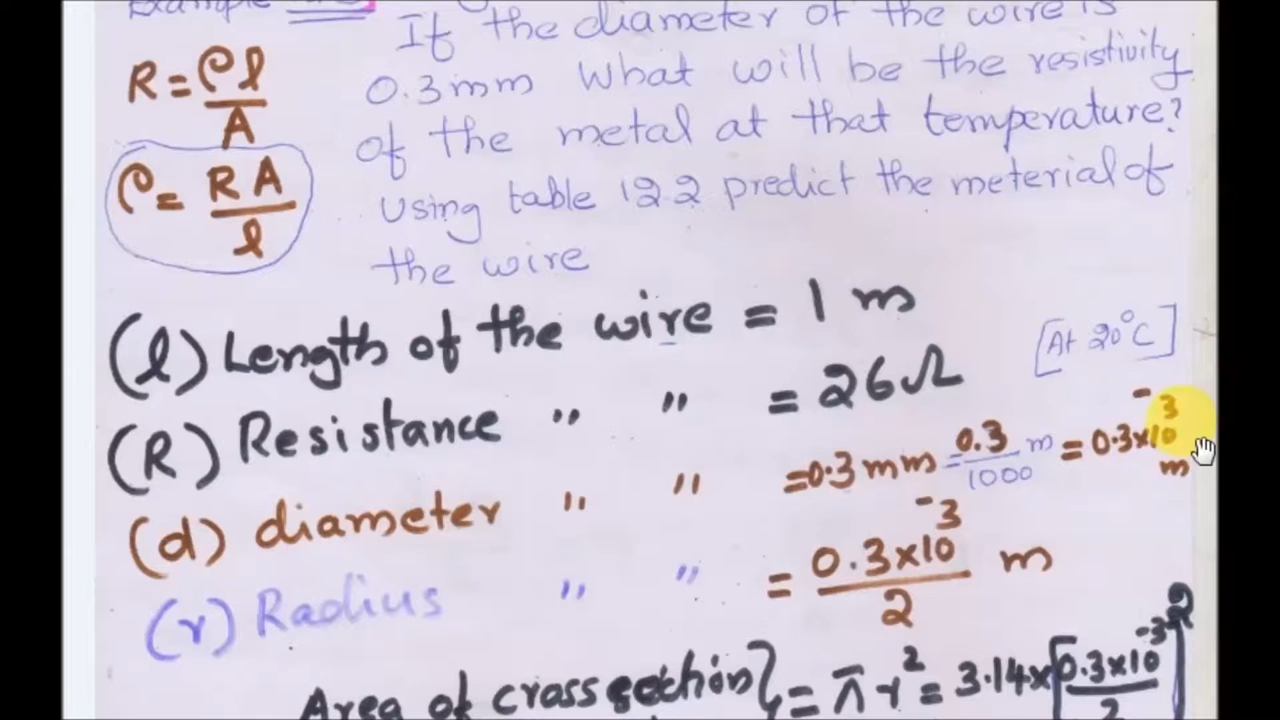 Example
If the diameter of the wire is
0.3mm What will be the resistivity
of the metal at that temperature?
Using table 12.2 predict the meterial of
the wire
R = ρl/A
ρ = RA/l
(l) Length of the wire = 1 m
[At 20°C]
(R) Resistance " " = 26Ω
(d) diameter " " = 0.3mm = 0.3/1000 m = 0.3×10⁻³ m
(r) Radius " " = 0.3×10⁻³/2 m
Area of cross section } = πr² = 3.14×[0.3×10⁻³/2]²